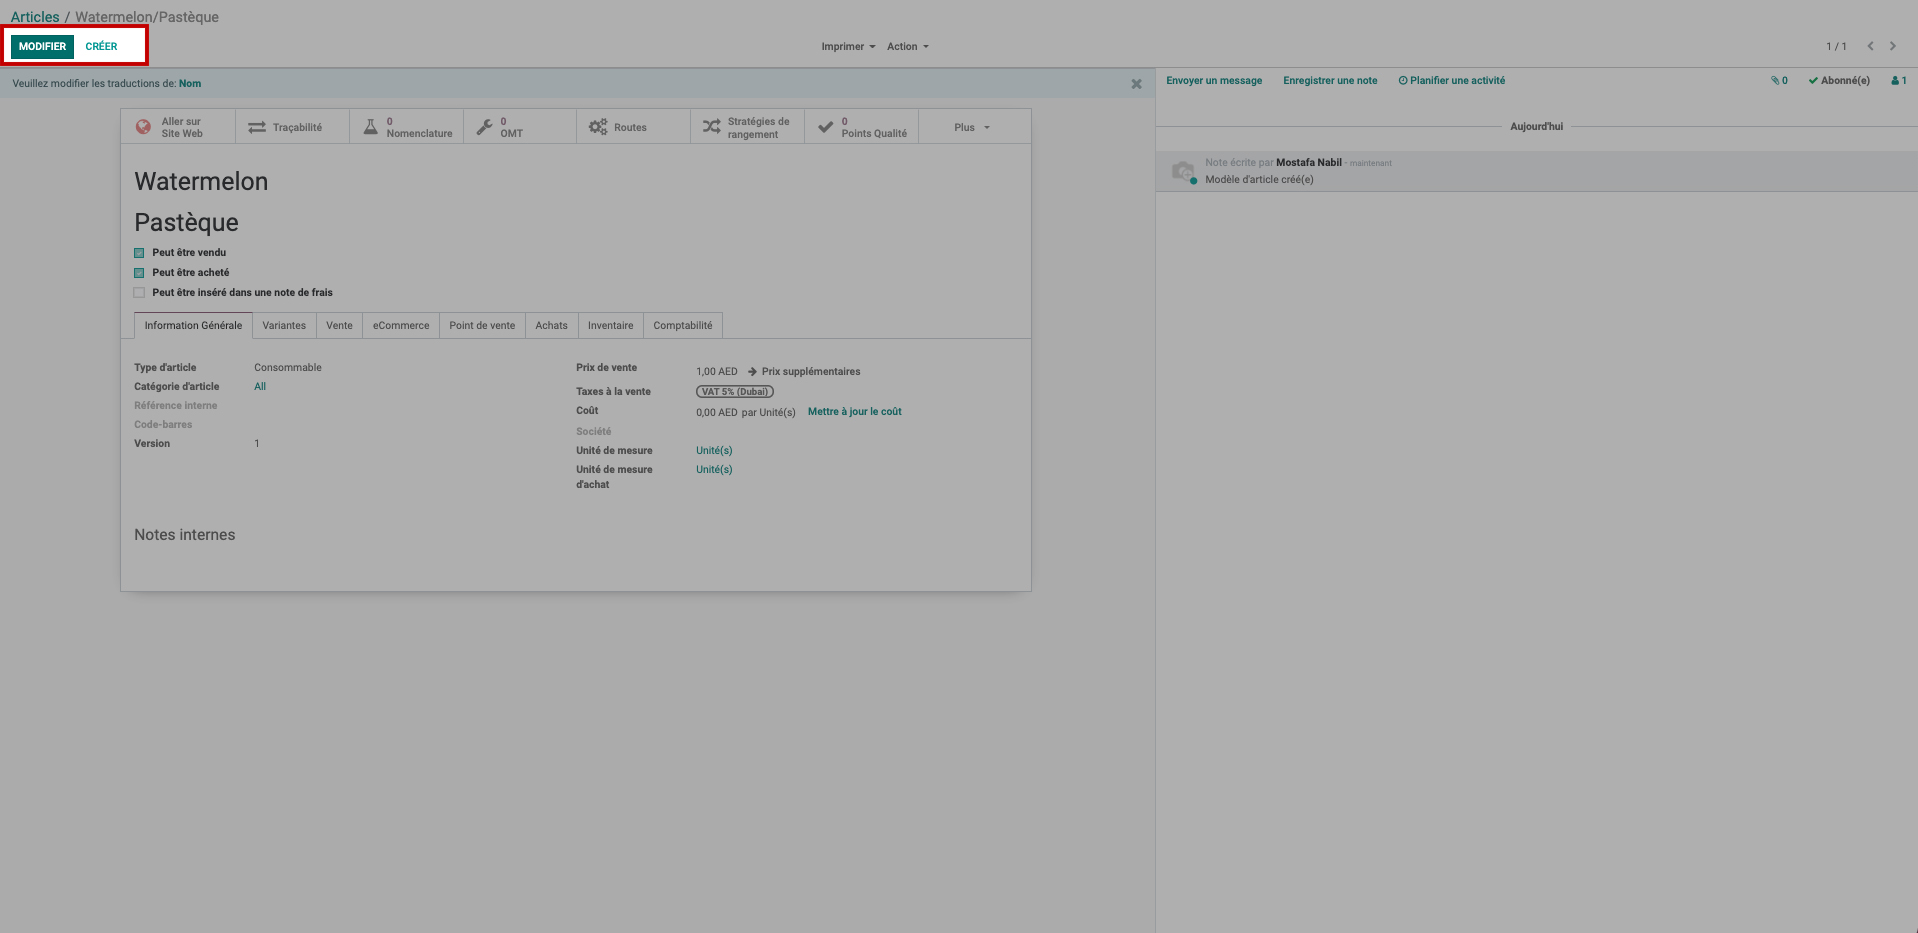 Articles / Watermelon/Pastèque
MODIFIER CRÉER
Imprimer Action
1 / 1
Veuillez modifier les traductions de: Nom
Envoyer un message Enregistrer une note Planifier une activité
0 Abonné(e) 1
Aller sur Site Web
Traçabilité
0 Nomenclature
0 OMT
Routes
Stratégies de rangement
0 Points Qualité
Plus
Aujourd'hui
Note écrite par Mostafa Nabil - maintenant
Modèle d'article créé(e)
Watermelon
Pastèque
Peut être vendu
Peut être acheté
Peut être inséré dans une note de frais
Information Générale Variantes Vente eCommerce Point de vente Achats Inventaire Comptabilité
Type d'article Consommable
Catégorie d'article All
Référence interne
Code-barres
Version 1
Prix de vente 1,00 AED Prix supplémentaires
Taxes à la vente VAT 5% (Dubai)
Coût 0,00 AED par Unité(s) Mettre à jour le coût
Société
Unité de mesure Unité(s)
Unité de mesure d'achat Unité(s)
Notes internes